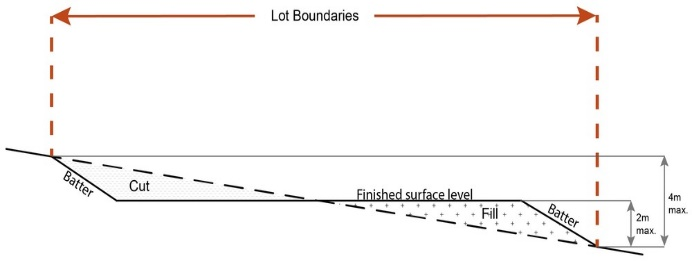 Lot Boundaries
Batter
Cut
Finished surface level
Fill
Batter
4m
max.
2m
max.